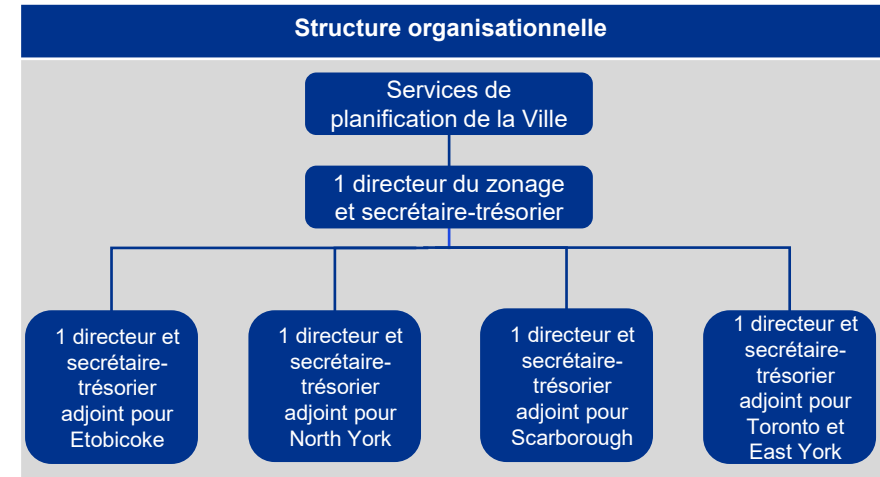 Structure organisationnelle
Services de
planification de la Ville
1 directeur du zonage
et secrétaire-trésorier
1 directeur et
secrétaire-
trésorier
adjoint pour
Etobicoke
1 directeur et
secrétaire-
trésorier
adjoint pour
North York
1 directeur et
secrétaire-
trésorier
adjoint pour
Scarborough
1 directeur et
secrétaire-
trésorier
adjoint pour
Toronto et
East York